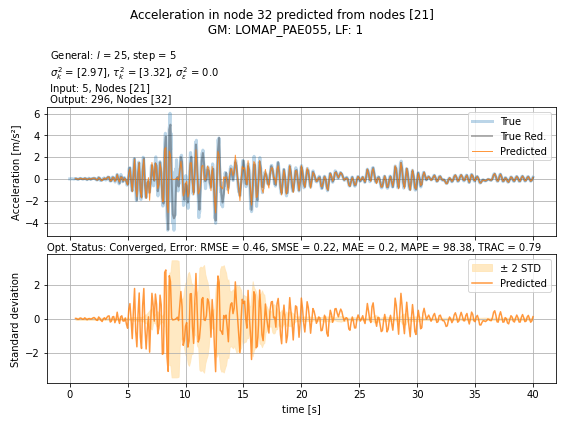 Acceleration in node 32 predicted from nodes [21]
GM: LOMAP_PAE055, LF: 1
General: l = 25, step = 5
σ²ₖ = [2.97], τ²ₖ = [3.32], σ²ε = 0.0
Input: 5, Nodes [21]
Output: 296, Nodes [32]
6
4
2
0
−2
−4
Acceleration [m/s²]
True
True Red.
Predicted
Opt. Status: Converged, Error: RMSE = 0.46, SMSE = 0.22, MAE = 0.2, MAPE = 98.38, TRAC = 0.79
2
0
−2
Standard deviation
± 2 STD
Predicted
0 5 10 15 20 25 30 35 40
time [s]